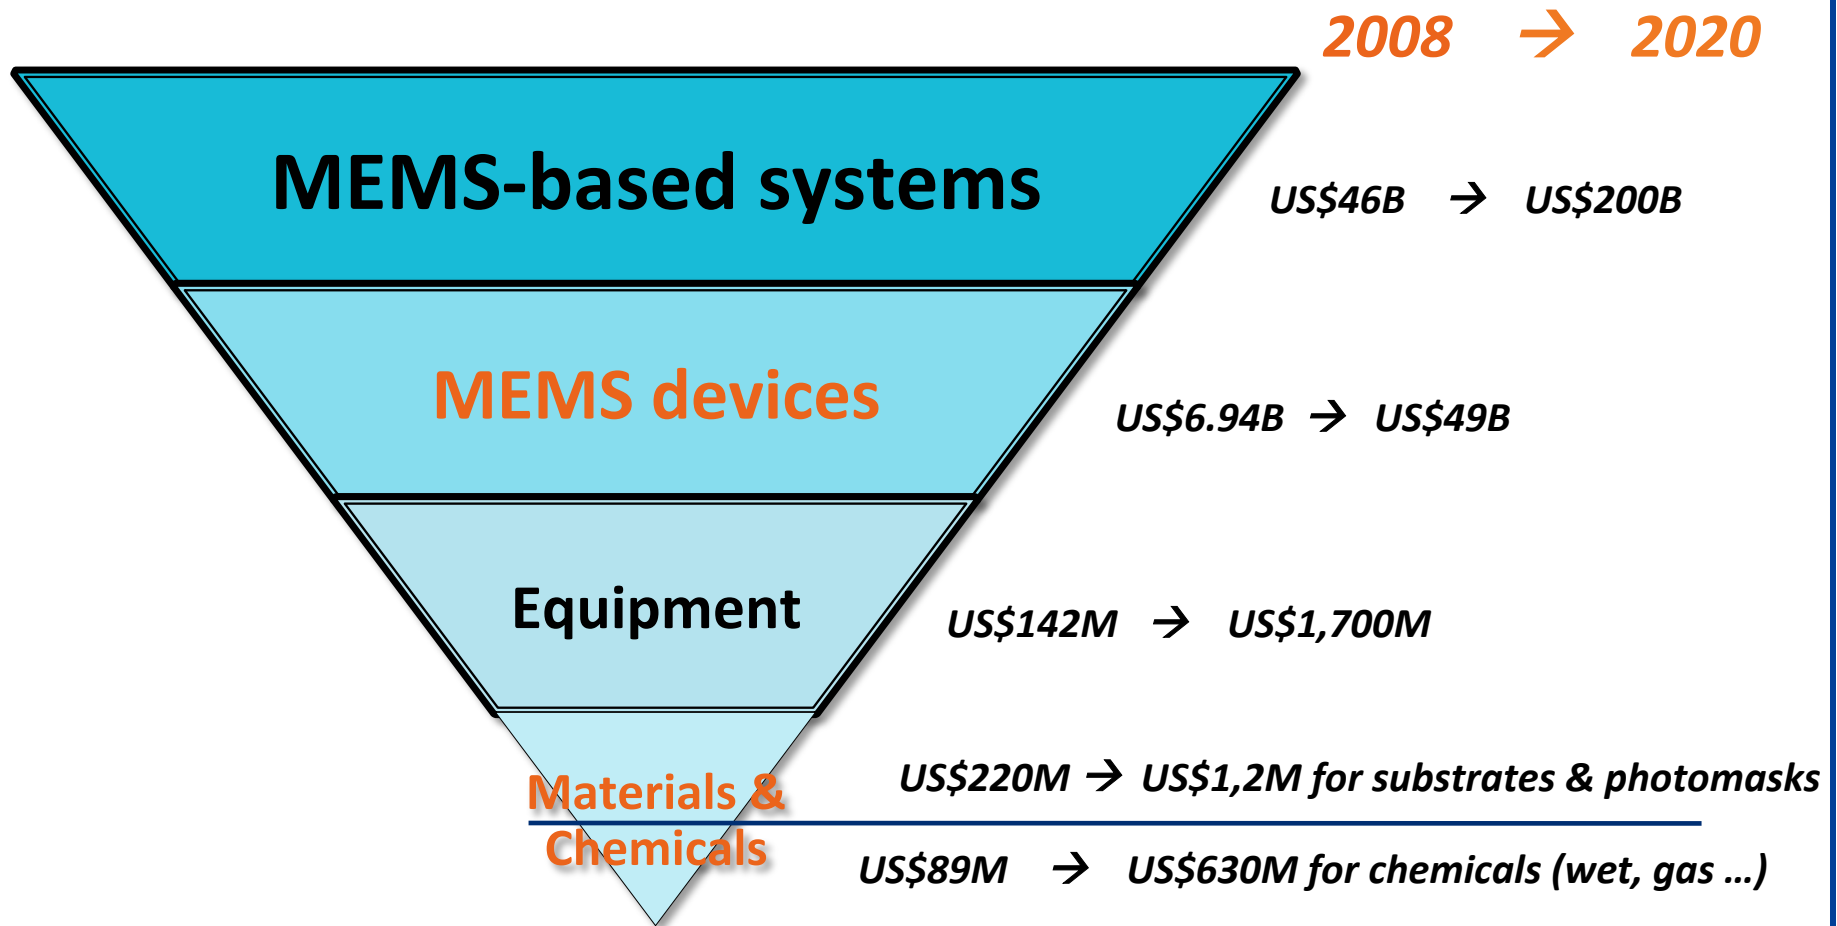 2008 → 2020
MEMS-based systems
US$46B → US$200B
MEMS devices
US$6.94B → US$49B
Equipment
US$142M → US$1,700M
Materials &
Chemicals
US$220M → US$1,2M for substrates & photomasks
US$89M → US$630M for chemicals (wet, gas ...)